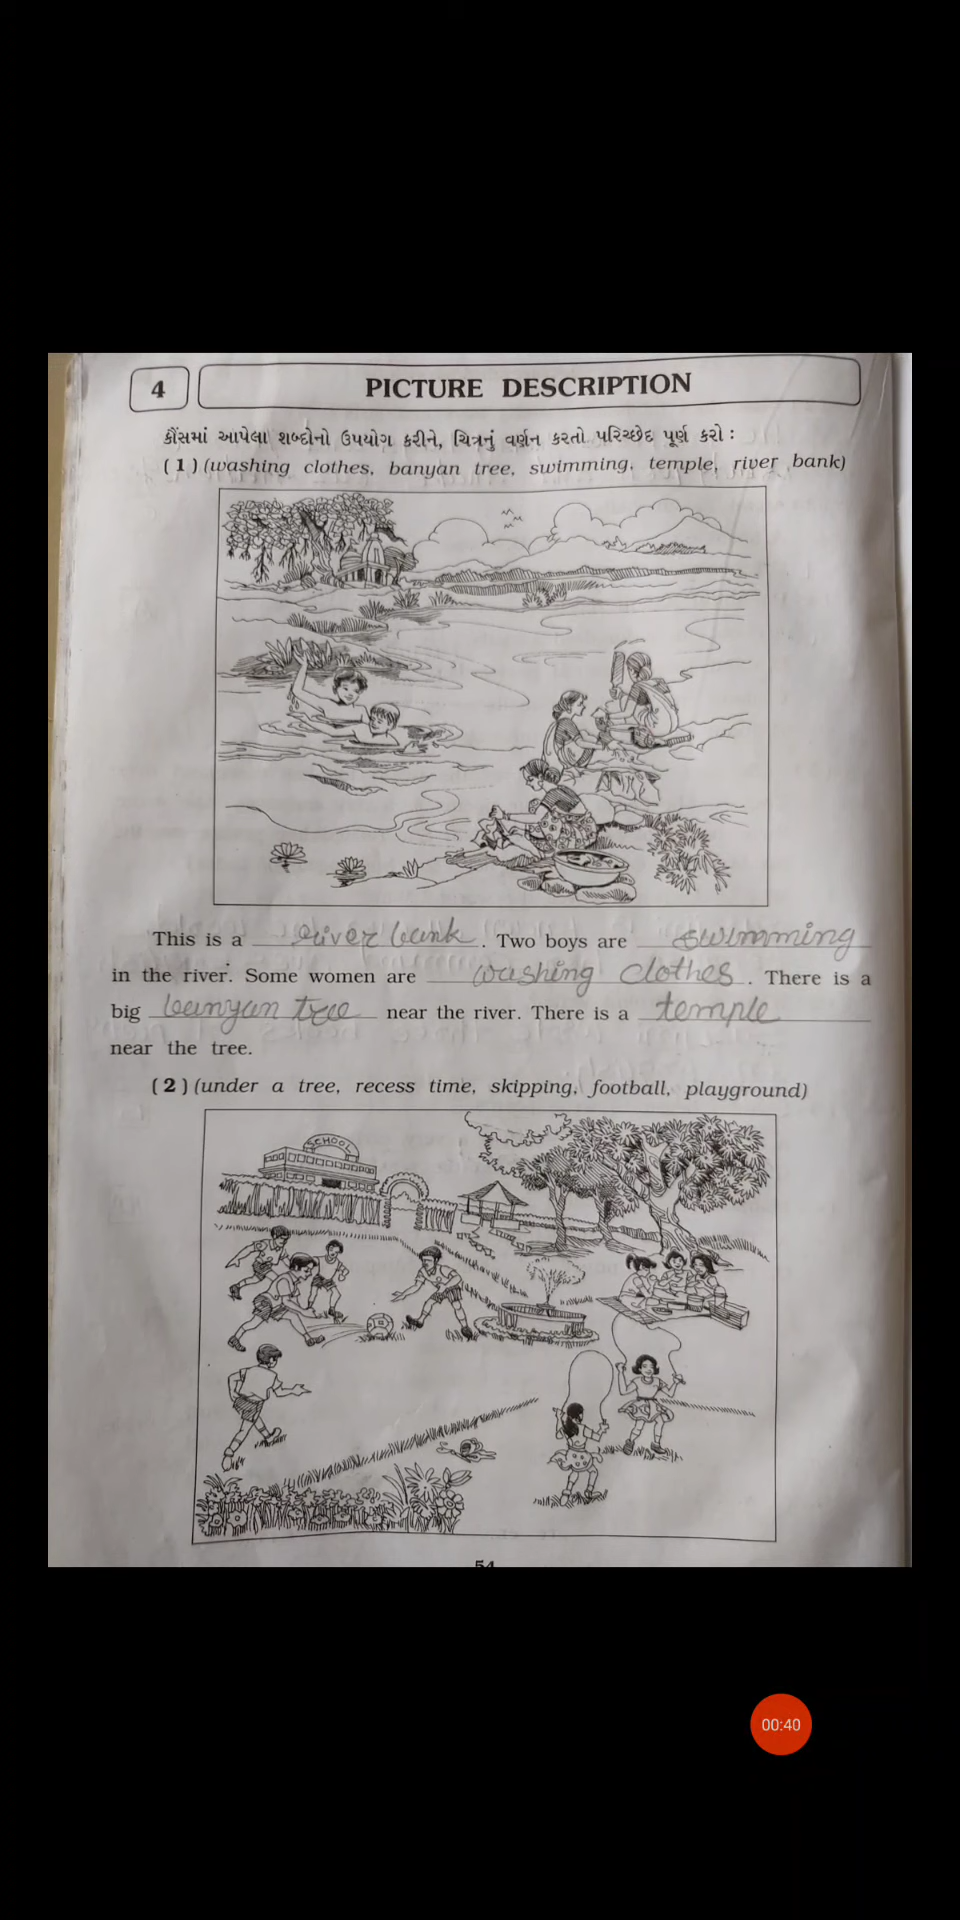 4
PICTURE DESCRIPTION
કૌંસમાં આપેલા શબ્દોનો ઉપયોગ કરીને, ચિત્રનું વર્ણન કરતો પરિચ્છેદ પૂર્ણ કરો :
(1) (washing clothes, banyan tree, swimming, temple, river bank)
This is a river bank. Two boys are swimming
in the river. Some women are washing clothes. There is a
big banyan tree near the river. There is a temple
near the tree.
(2) (under a tree, recess time, skipping, football, playground)
SCHOOL
54
00:40